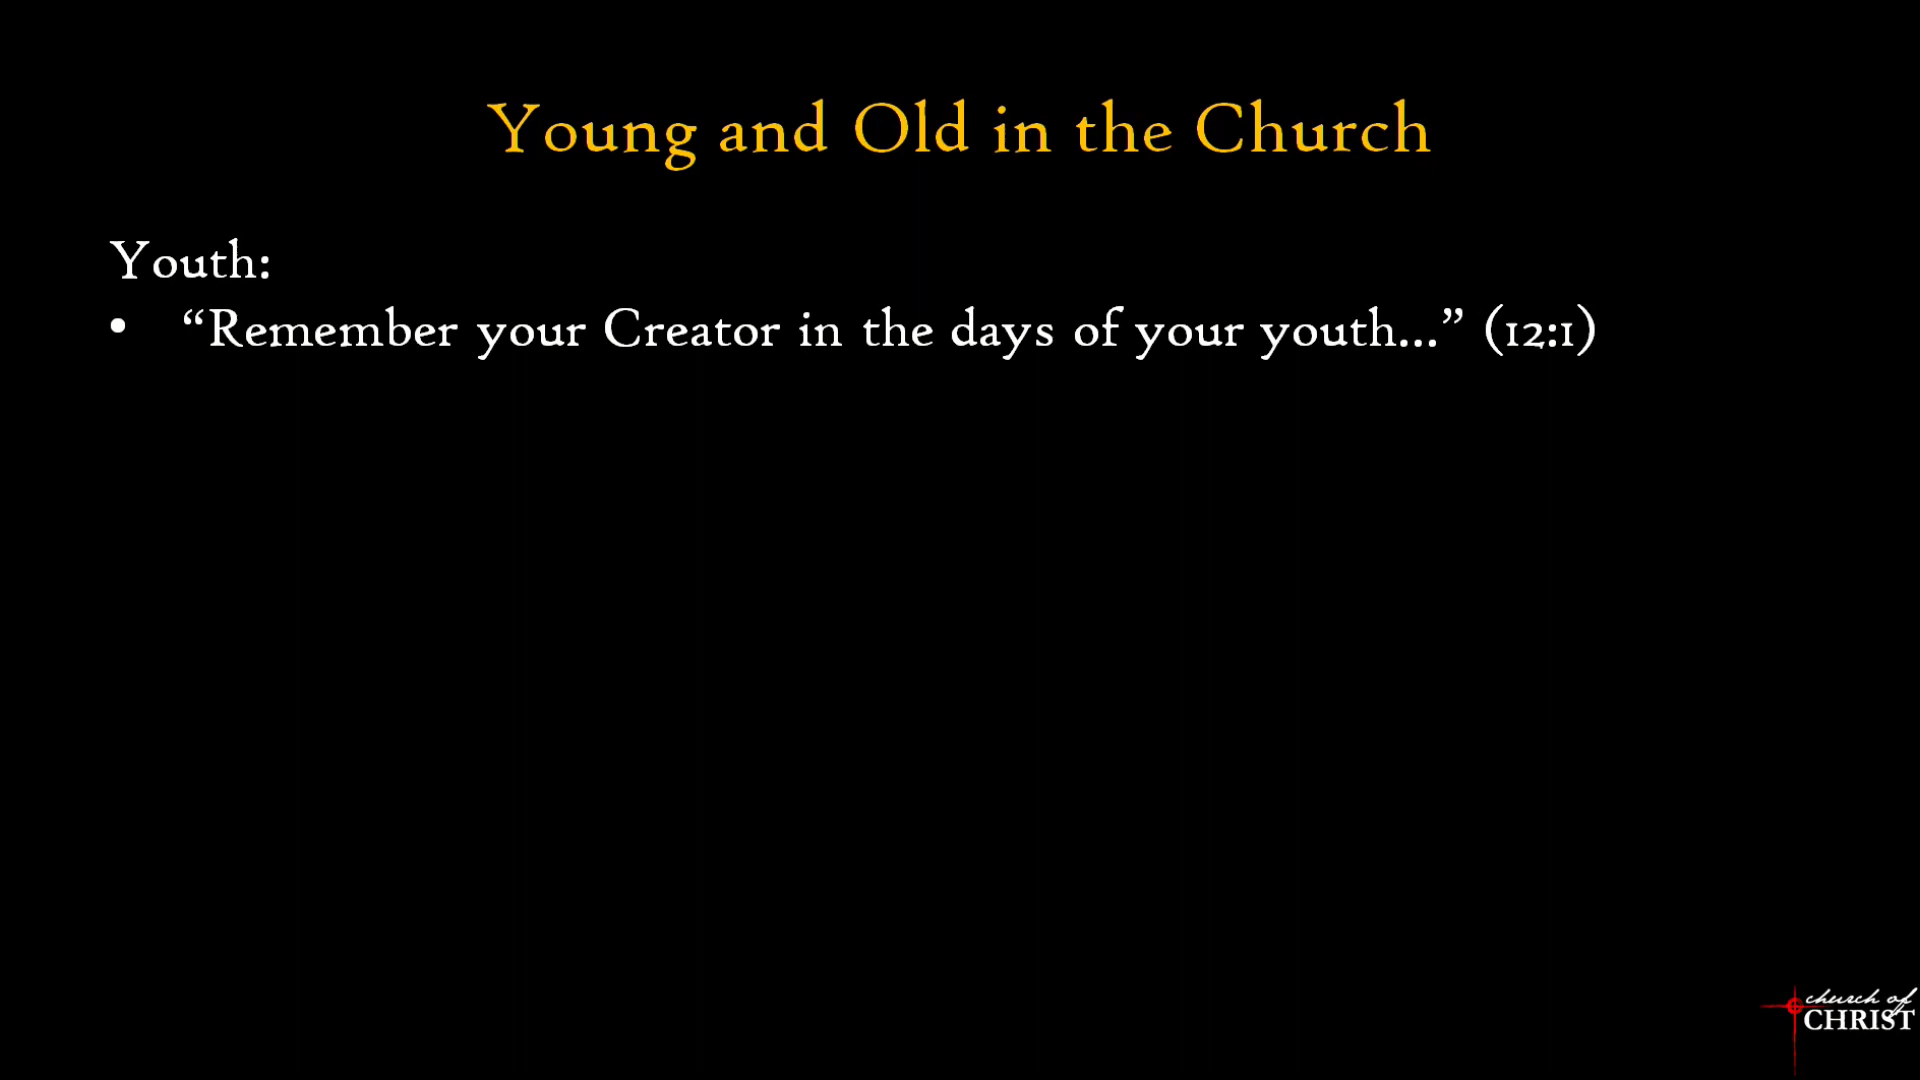 Young and Old in the Church
Youth:
• “Remember your Creator in the days of your youth…” (12:1)
church of
CHRIST